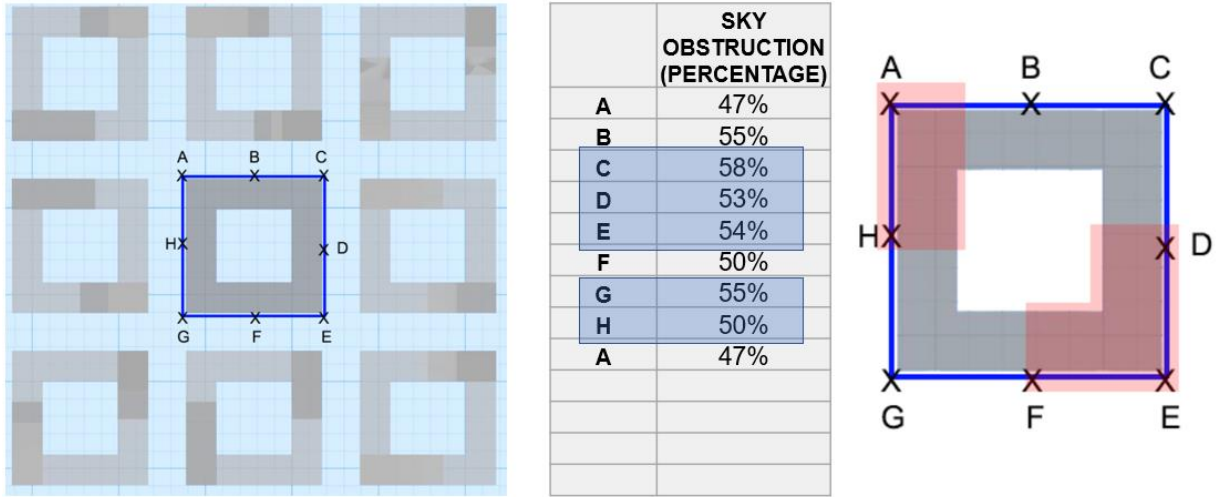 A B C
H D
G F E
SKY
OBSTRUCTION
(PERCENTAGE)
A 47%
B 55%
C 58%
D 53%
E 54%
F 50%
G 55%
H 50%
A 47%
A B C
H D
G F E